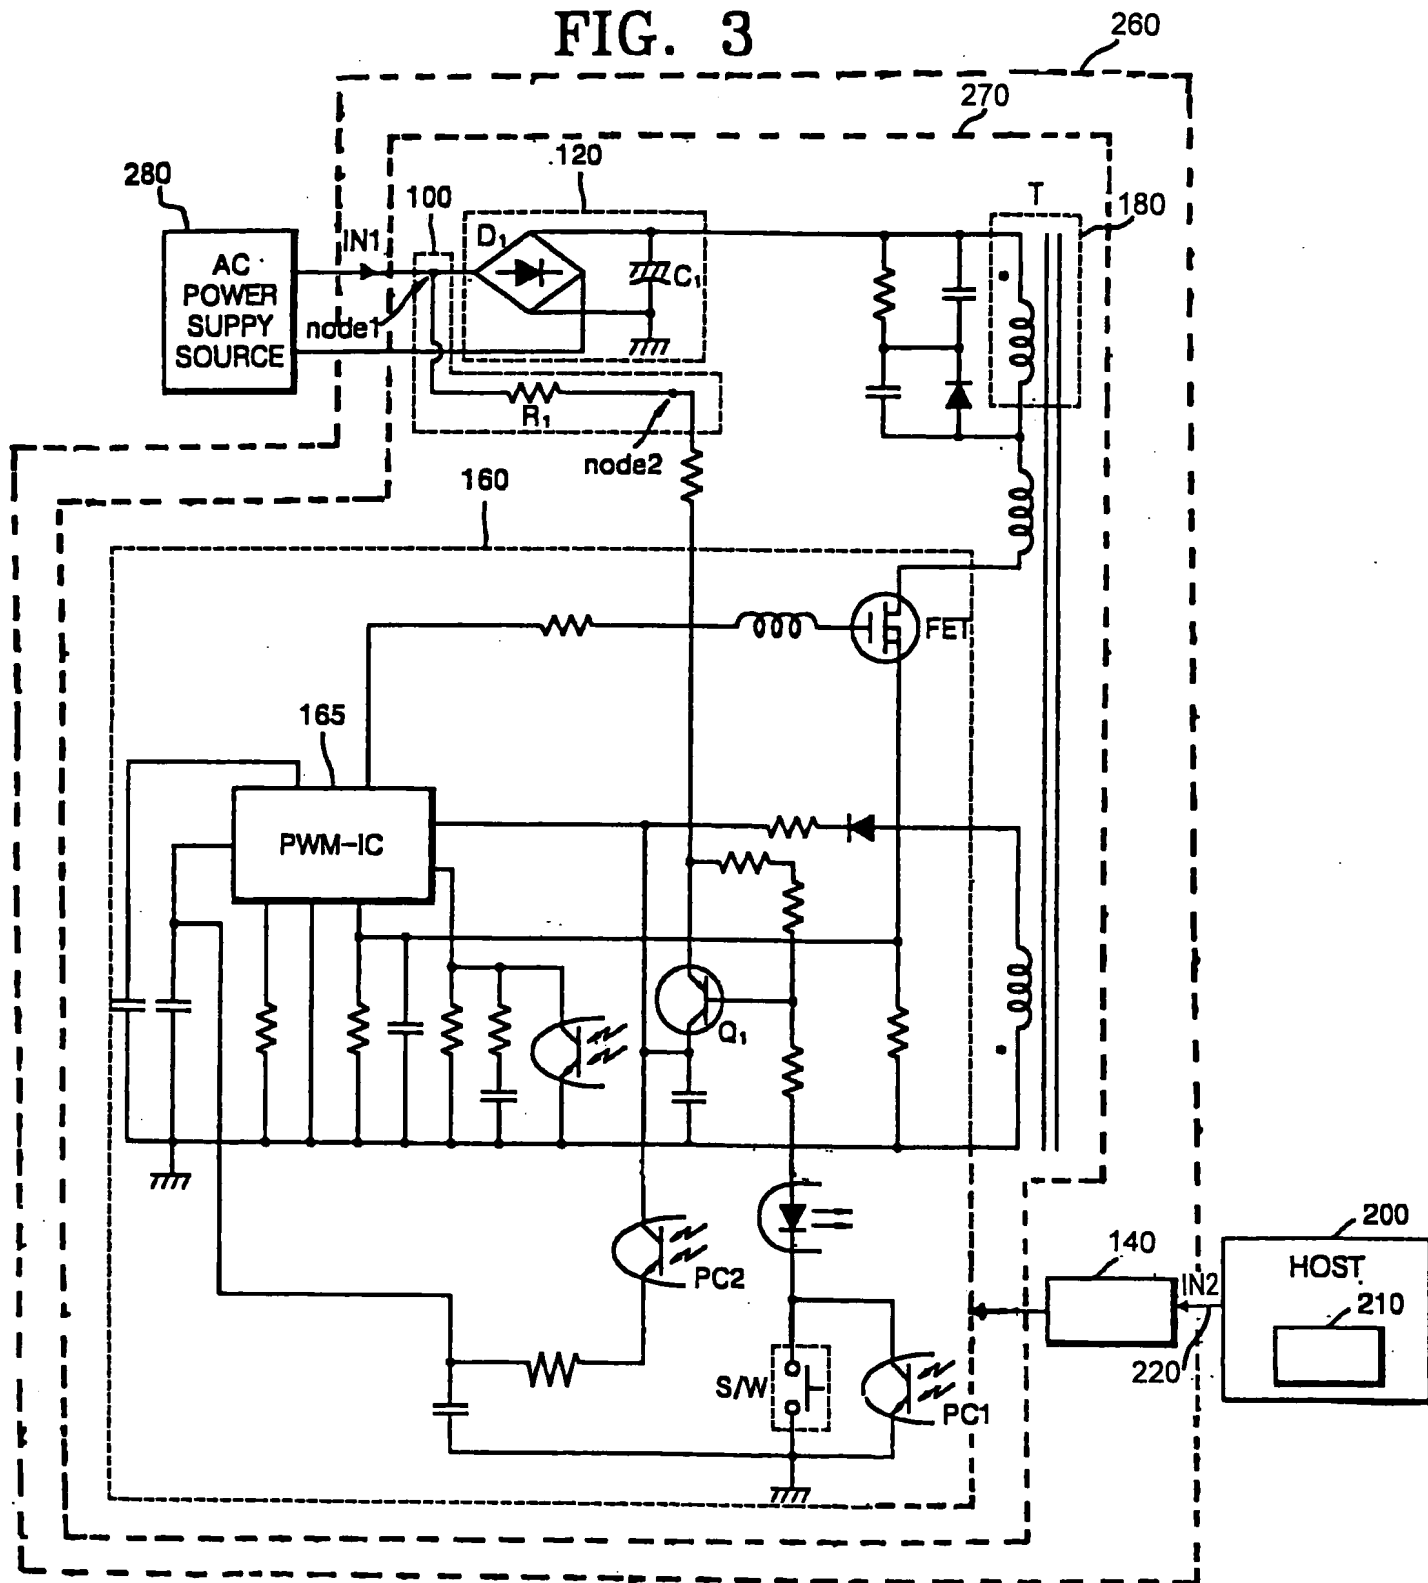 FIG. 3
260
270
120
280
100
T
180
IN1
D1
C1
AC
POWER
SUPPY
SOURCE
node1
R1
node2
160
FET
165
PWM-IC
Q1
PC2
140
200
HOST
IN2
210
220
S/W
PC1